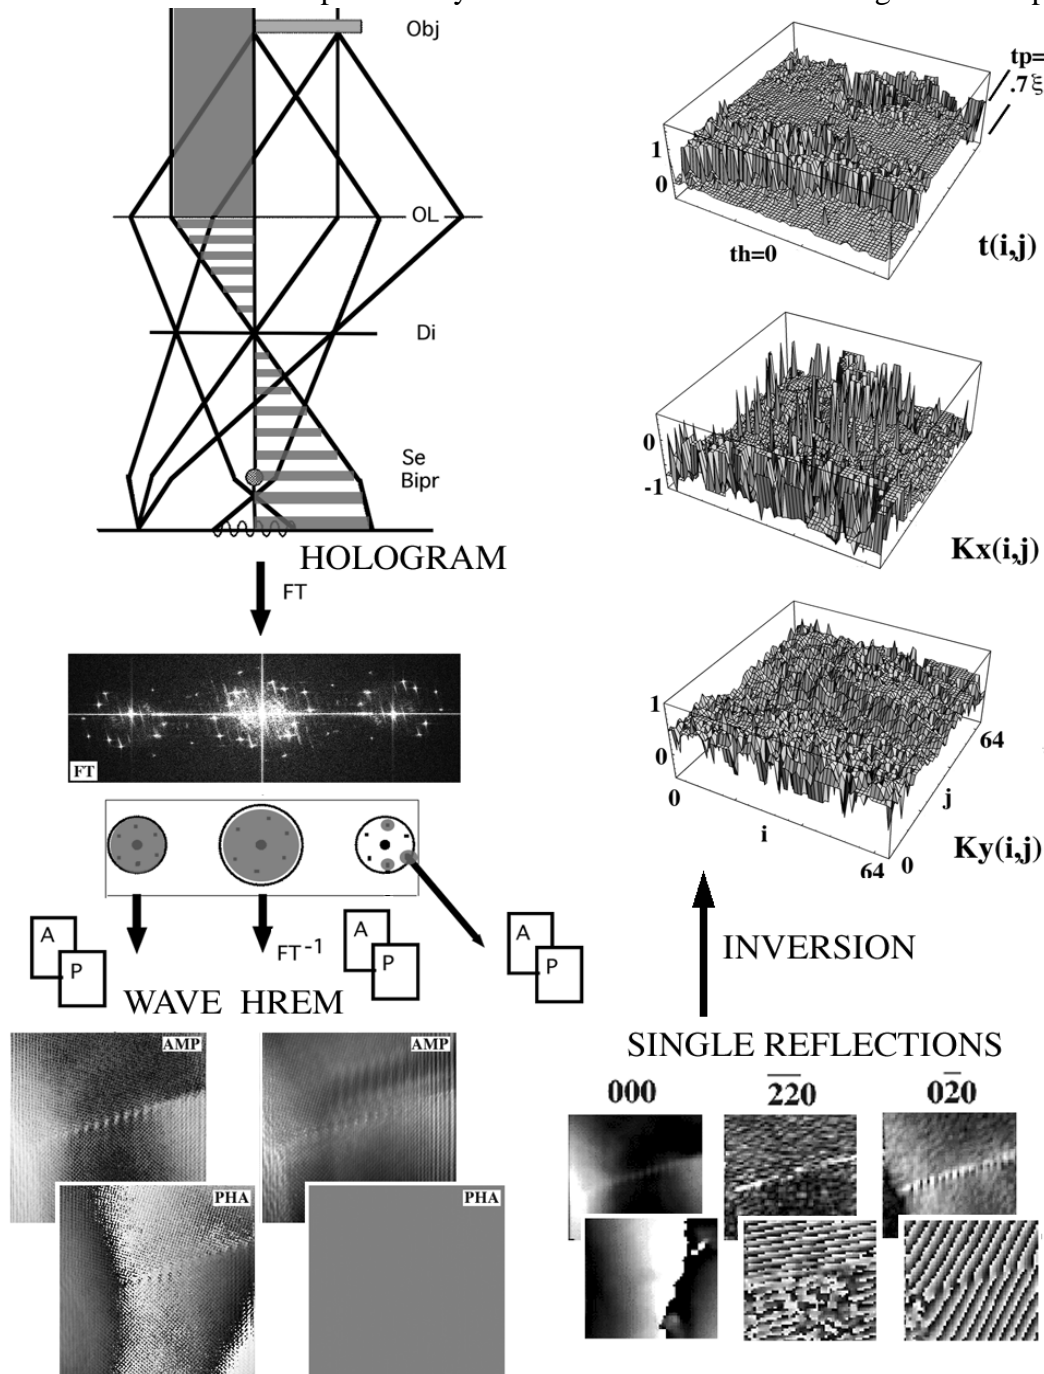 Obj
OL
Di
Se
Bipr
HOLOGRAM
FT
FT
FT-1
A
P
A
P
A
P
WAVE HREM
AMP
PHA
AMP
PHA
tp=
.7 ξ
1
0
th=0
t(i,j)
0
-1
Kx(i,j)
1
0
0
i
64
0
j
64
Ky(i,j)
INVERSION
SINGLE REFLECTIONS
000
2̅2̅0
02̅0